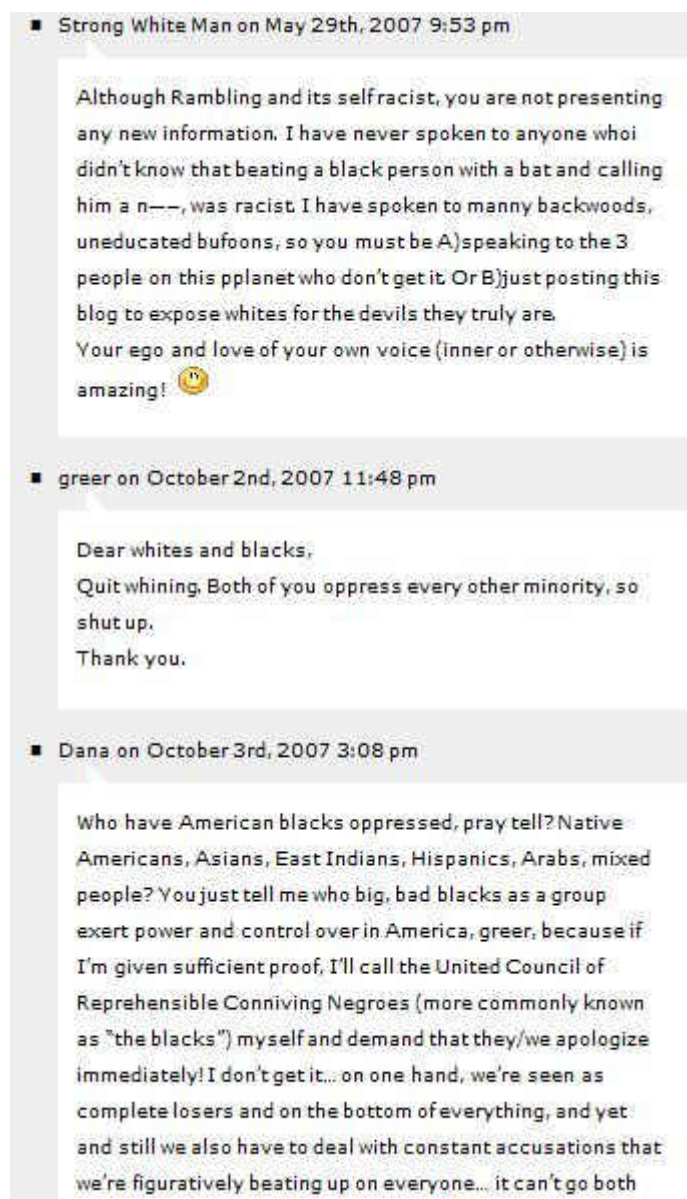 Strong White Man on May 29th, 2007 9:53 pm
Although Rambling and its self racist, you are not presenting
any new information. I have never spoken to anyone whoi
didn't know that beating a black person with a bat and calling
him a n––, was racist. I have spoken to manny backwoods,
uneducated bufoons, so you must be A)speaking to the 3
people on this pplanet who don't get it. Or B)just posting this
blog to expose whites for the devils they truly are.
Your ego and love of your own voice (inner or otherwise) is
amazing!
greer on October 2nd, 2007 11:48 pm
Dear whites and blacks,
Quit whining. Both of you oppress every other minority, so
shut up.
Thank you.
Dana on October 3rd, 2007 3:08 pm
Who have American blacks oppressed, pray tell? Native
Americans, Asians, East Indians, Hispanics, Arabs, mixed
people? You just tell me who big, bad blacks as a group
exert power and control over in America, greer, because if
I'm given sufficient proof, I'll call the United Council of
Reprehensible Conniving Negroes (more commonly known
as "the blacks") myself and demand that they/we apologize
immediately! I don't get it... on one hand, we're seen as
complete losers and on the bottom of everything, and yet
and still we also have to deal with constant accusations that
we're figuratively beating up on everyone... it can't go both